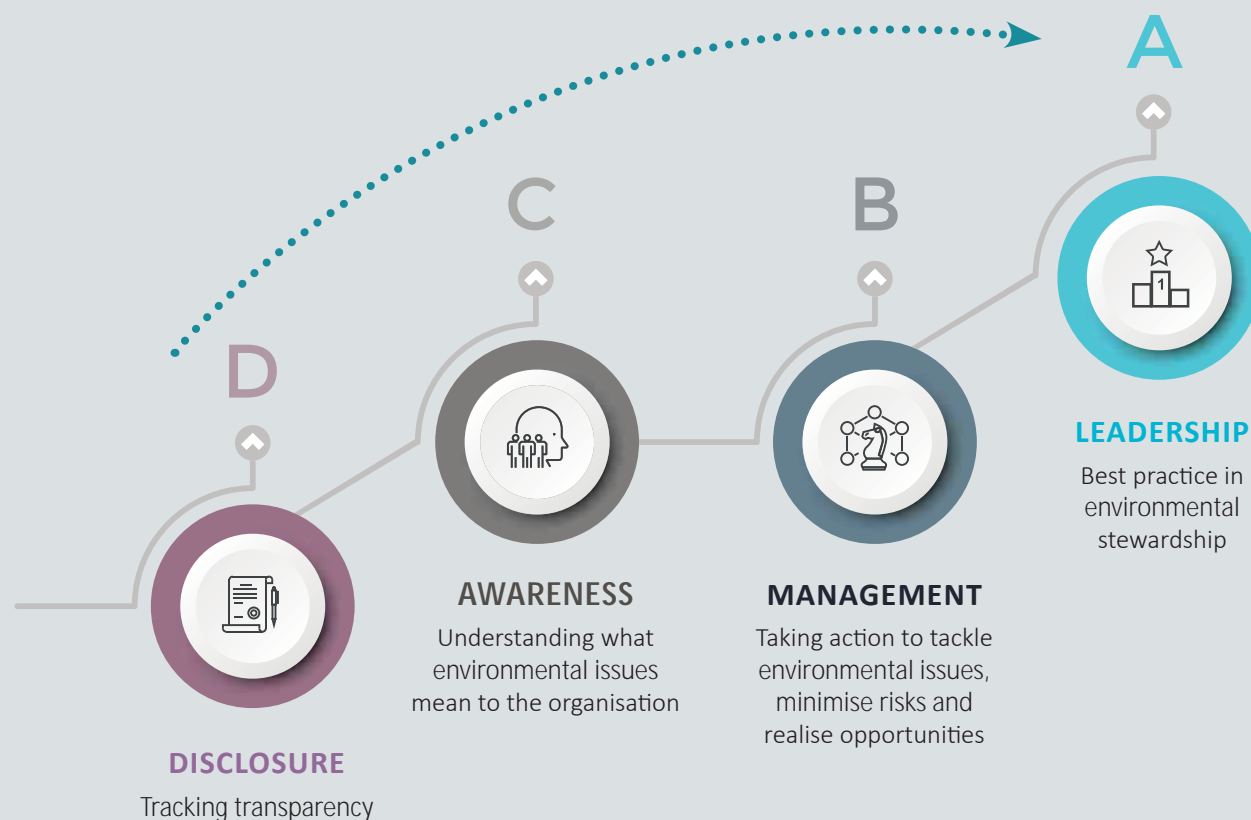 D
DISCLOSURE
Tracking transparency
C
AWARENESS
Understanding what
environmental issues
mean to the organisation
B
MANAGEMENT
Taking action to tackle
environmental issues,
minimise risks and
realise opportunities
A
1
LEADERSHIP
Best practice in
environmental
stewardship